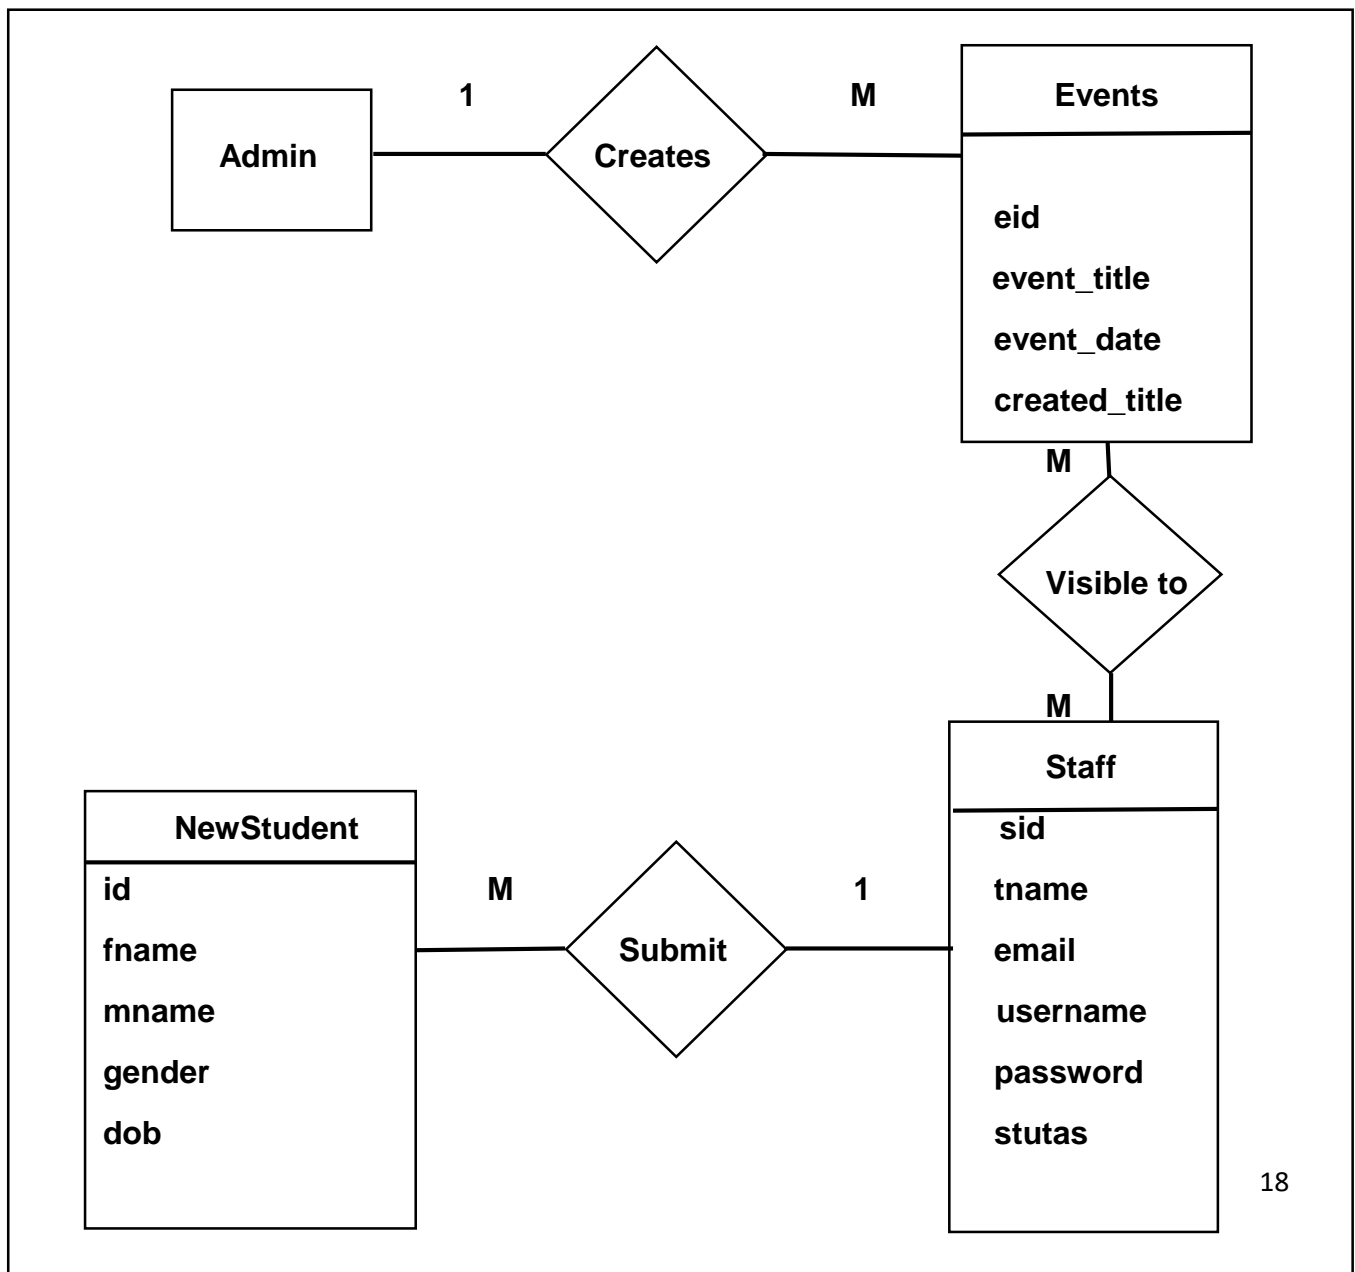 1
M
Events
Admin
Creates
eid
event_title
event_date
created_title
M
Visible to
M
Staff
NewStudent
sid
id
M
1
tname
fname
Submit
email
mname
username
gender
password
dob
stutas
18